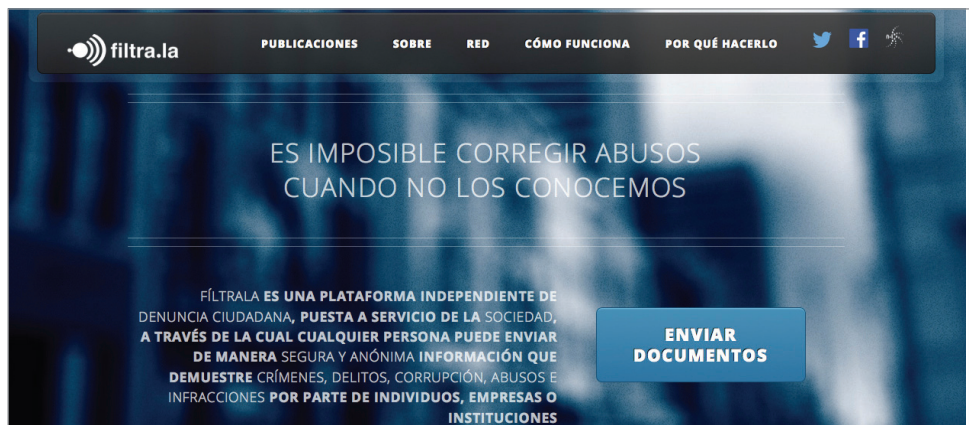 filtra.la
PUBLICACIONES SOBRE RED CÓMO FUNCIONA POR QUÉ HACERLO
ES IMPOSIBLE CORREGIR ABUSOS
CUANDO NO LOS CONOCEMOS
FÍLTRALA ES UNA PLATAFORMA INDEPENDIENTE DE
DENUNCIA CIUDADANA, PUESTA A SERVICIO DE LA SOCIEDAD,
A TRAVÉS DE LA CUAL CUALQUIER PERSONA PUEDE ENVIAR
DE MANERA SEGURA Y ANÓNIMA INFORMACIÓN QUE
DEMUESTRE CRÍMENES, DELITOS, CORRUPCIÓN, ABUSOS E
INFRACCIONES POR PARTE DE INDIVIDUOS, EMPRESAS O
INSTITUCIONES
ENVIAR
DOCUMENTOS